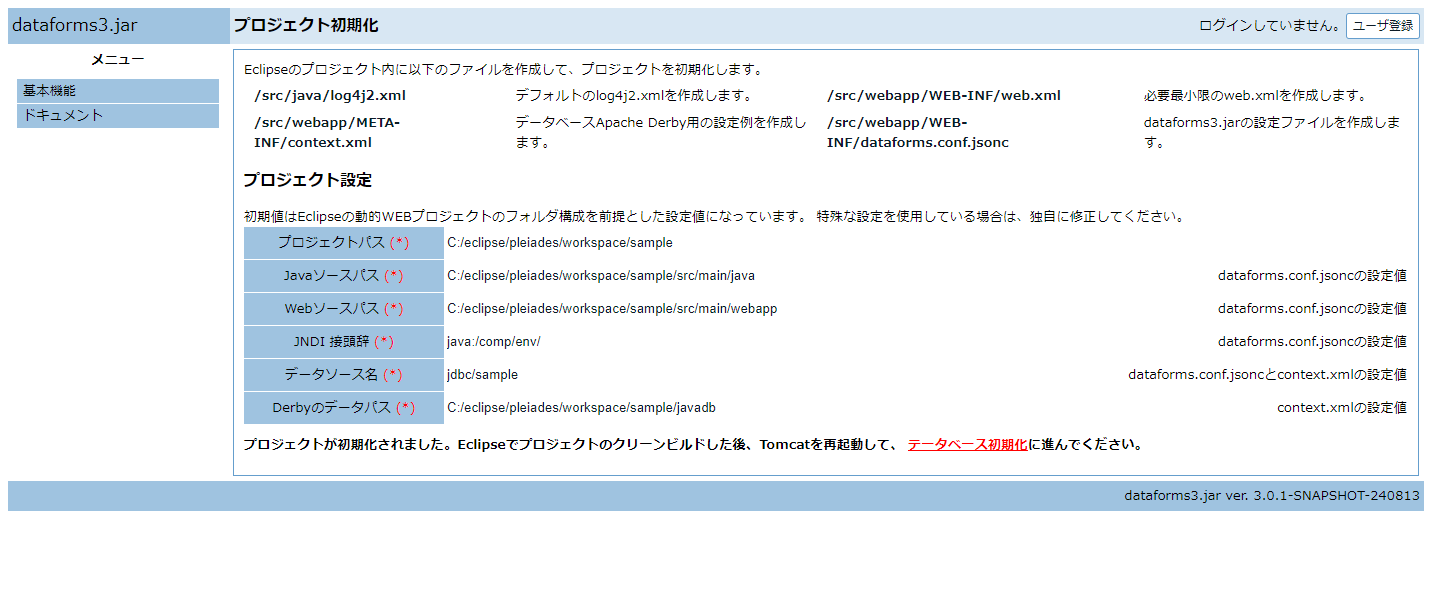 dataforms3.jar
プロジェクト初期化
ログインしていません。 ユーザ登録
メニュー
基本機能
ドキュメント
Eclipseのプロジェクト内に以下のファイルを作成して、プロジェクトを初期化します。
/src/java/log4j2.xml デフォルトのlog4j2.xmlを作成します。 /src/webapp/WEB-INF/web.xml 必要最小限のweb.xmlを作成します。
/src/webapp/META- データベースApache Derby用の設定例を作成し /src/webapp/WEB- dataforms3.jarの設定ファイルを作成しま
INF/context.xml ます。 INF/dataforms.conf.jsonc す。
プロジェクト設定
初期値はEclipseの動的WEBプロジェクトのフォルダ構成を前提とした設定値になっています。 特殊な設定を使用している場合は、独自に修正してください。
プロジェクトパス (*) C:/eclipse/pleiades/workspace/sample
Javaソースパス (*) C:/eclipse/pleiades/workspace/sample/src/main/java dataforms.conf.jsoncの設定値
Webソースパス (*) C:/eclipse/pleiades/workspace/sample/src/main/webapp dataforms.conf.jsoncの設定値
JNDI 接頭辞 (*) java:/comp/env/ dataforms.conf.jsoncの設定値
データソース名 (*) jdbc/sample dataforms.conf.jsoncとcontext.xmlの設定値
Derbyのデータパス (*) C:/eclipse/pleiades/workspace/sample/javadb context.xmlの設定値
プロジェクトが初期化されました。Eclipseでプロジェクトのクリーンビルドした後、Tomcatを再起動して、 データベース初期化に進んでください。
dataforms3.jar ver. 3.0.1-SNAPSHOT-240813